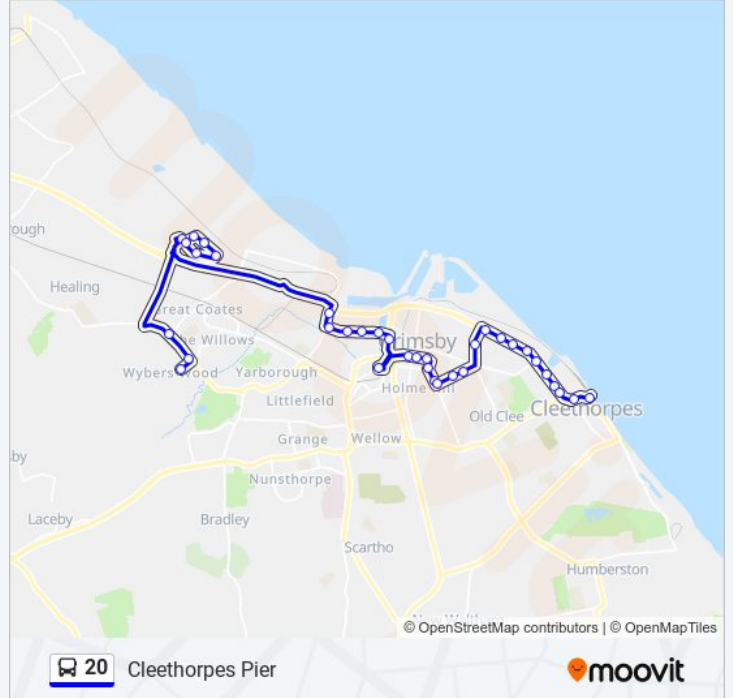 ough
Healing
Great Coates
The Willows
Grimsby
Wybers Wood
Yarborough
Holme Hill
Littlefield
Old Clee
Cleethorpes
Grange
Wellow
by
Nunsthorpe
Laceby
Bradley
Scartho
Humberston
© OpenStreetMap contributors | © OpenMapTiles
20
Cleethorpes Pier
moovit